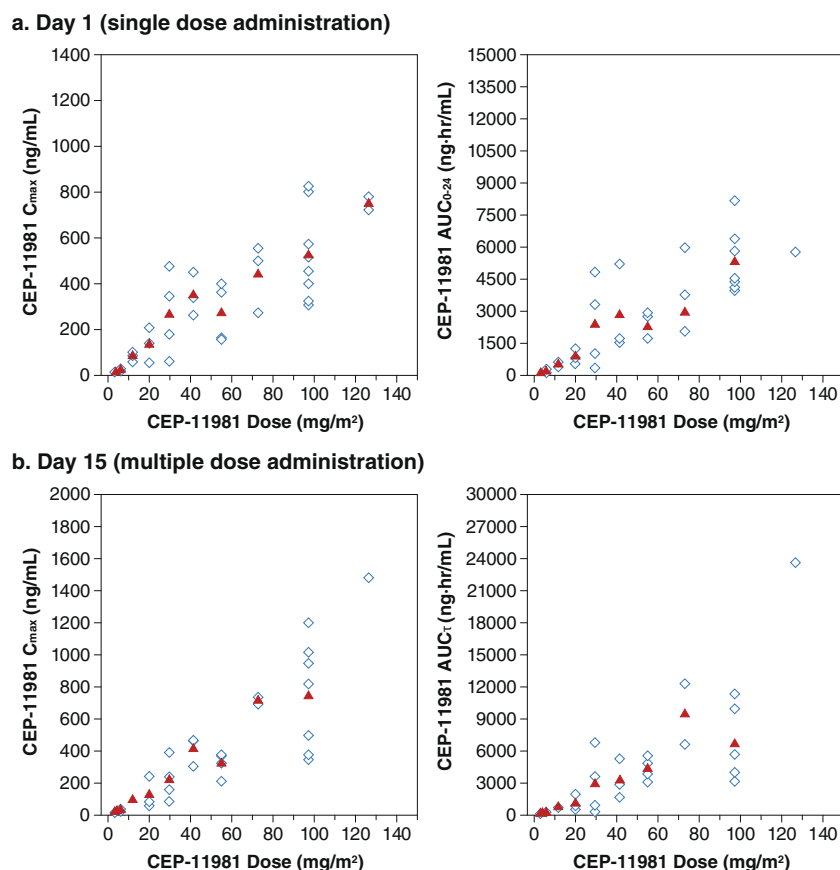 a. Day 1 (single dose administration)
CEP-11981 Cmax (ng/mL)
1400
1200
1000
800
600
400
200
0
0 20 40 60 80 100 120 140
CEP-11981 Dose (mg/m²)
CEP-11981 AUC0-24 (ng·hr/mL)
15000
13500
12000
10500
9000
7500
6000
4500
3000
1500
0
0 20 40 60 80 100 120 140
CEP-11981 Dose (mg/m²)
b. Day 15 (multiple dose administration)
CEP-11981 Cmax (ng/mL)
2000
1800
1600
1400
1200
1000
800
600
400
200
0
0 20 40 60 80 100 120 140
CEP-11981 Dose (mg/m²)
CEP-11981 AUCτ (ng·hr/mL)
30000
27000
24000
21000
18000
15000
12000
9000
6000
3000
0
0 20 40 60 80 100 120 140
CEP-11981 Dose (mg/m²)